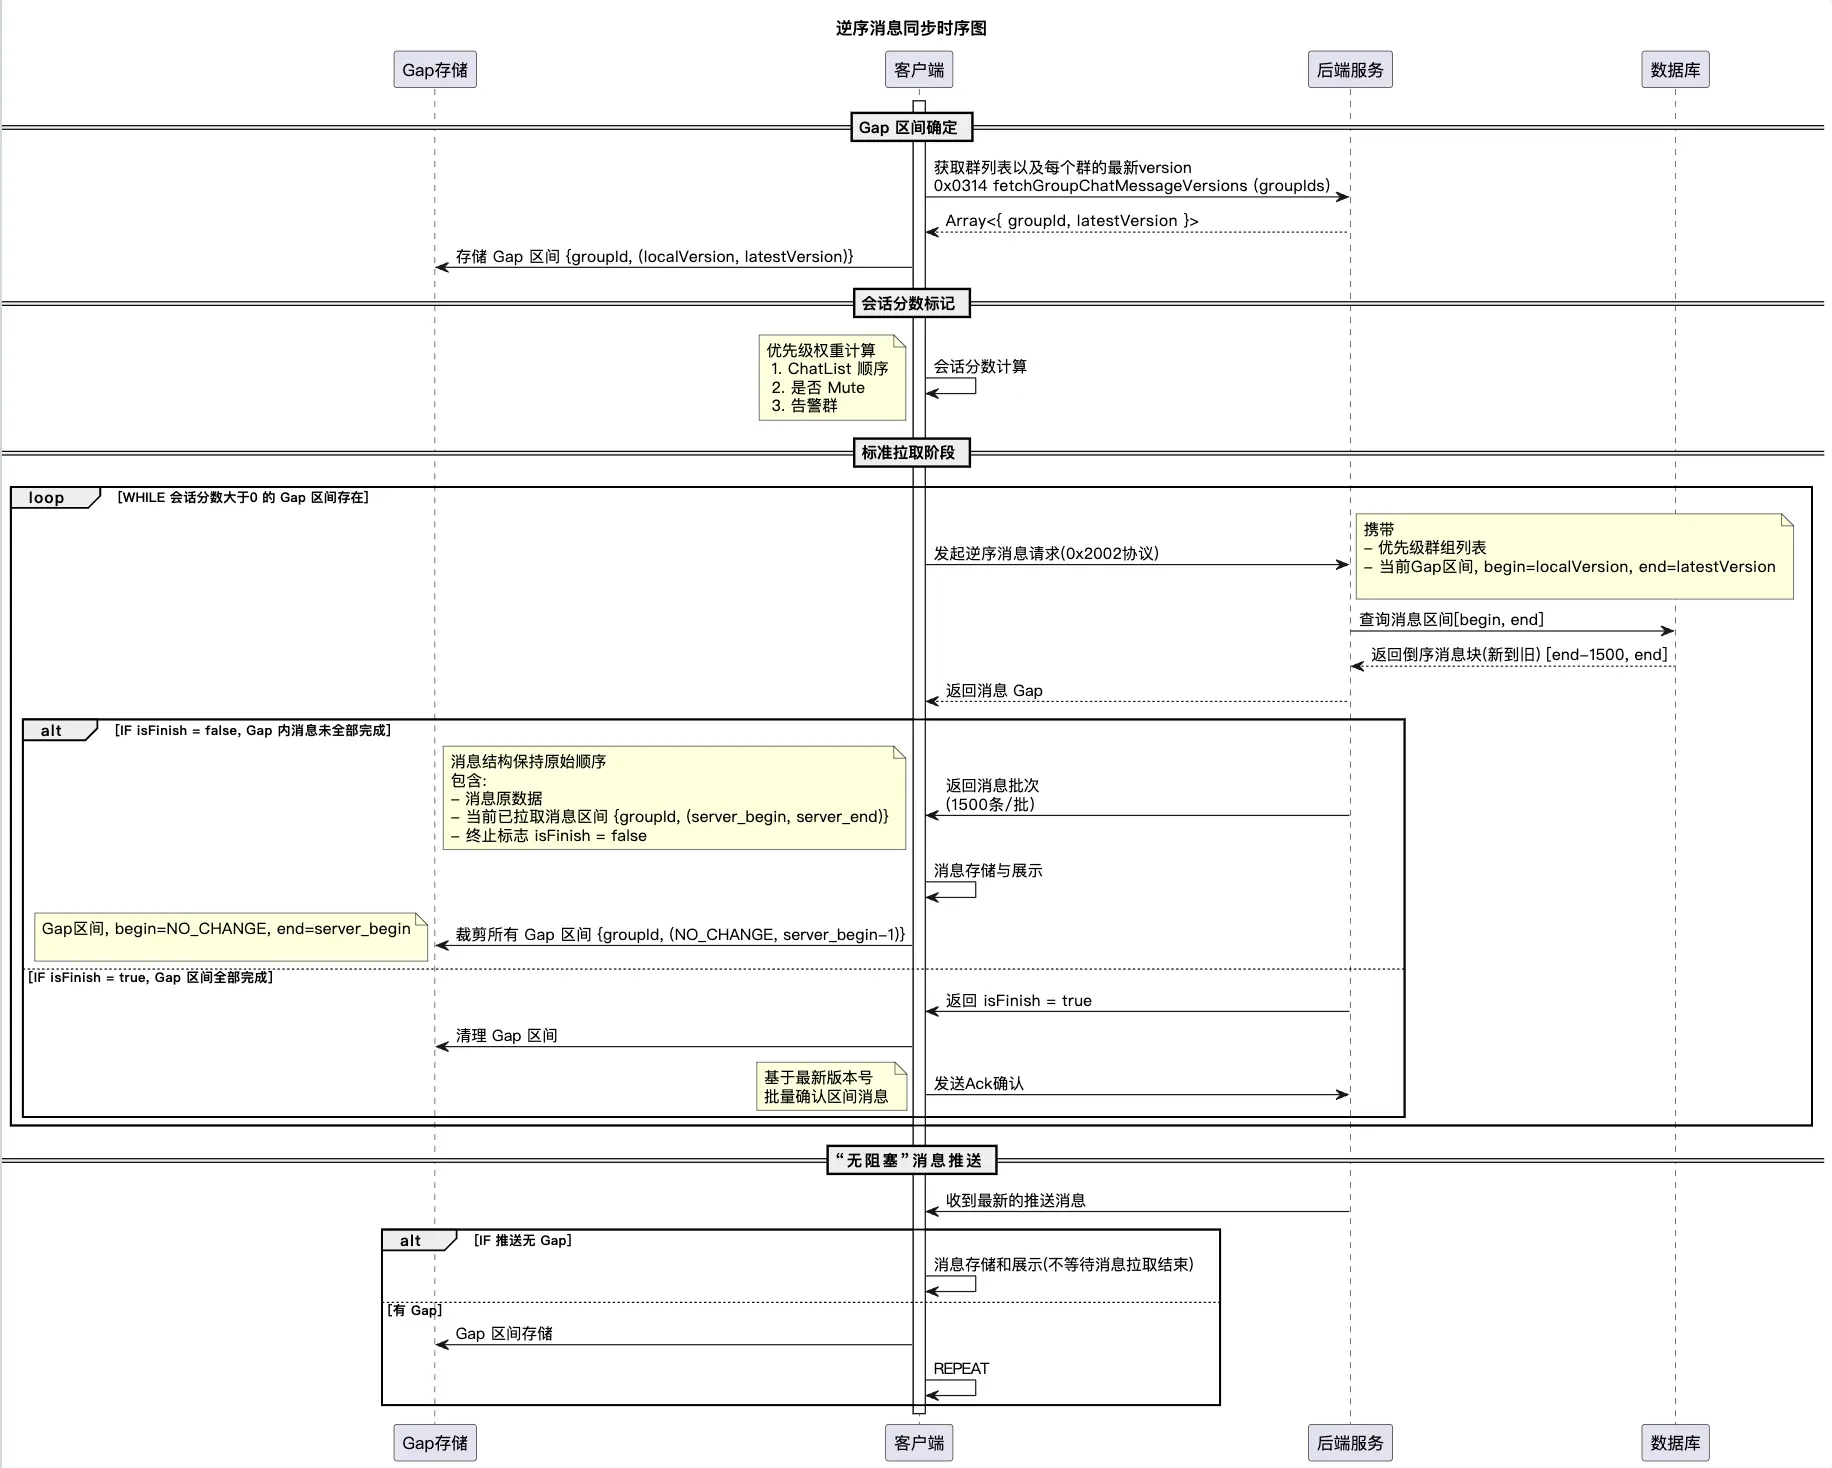 逆序消息同步时序图
Gap存储
客户端
后端服务
数据库
Gap 区间确定
获取群列表以及每个群的最新version
0x0314 fetchGroupChatMessageVersions (groupIds)
Array<{ groupId, latestVersion }>
存储 Gap 区间 {groupId, (localVersion, latestVersion)}
会话分数标记
优先级权重计算
1. ChatList 顺序
2. 是否 Mute
3. 告警群
会话分数计算
标准拉取阶段
loop
[WHILE 会话分数大于0 的 Gap 区间存在]
携带
– 优先级群组列表
– 当前Gap区间, begin=localVersion, end=latestVersion
发起逆序消息请求(0x2002协议)
查询消息区间[begin, end]
返回倒序消息块(新到旧) [end–1500, end]
返回消息 Gap
alt
[IF isFinish = false, Gap 内消息未全部完成]
消息结构保持原始顺序
包含:
– 消息原数据
– 当前已拉取消息区间 {groupId, (server_begin, server_end)}
– 终止标志 isFinish = false
返回消息批次
(1500条/批)
消息存储与展示
Gap区间, begin=NO_CHANGE, end=server_begin
裁剪所有 Gap 区间 {groupId, (NO_CHANGE, server_begin–1)}
[IF isFinish = true, Gap 区间全部完成]
返回 isFinish = true
清理 Gap 区间
基于最新版本号
批量确认区间消息
发送Ack确认
“无阻塞”消息推送
收到最新的推送消息
alt
[IF 推送无 Gap]
消息存储和展示(不等待消息拉取结束)
[有 Gap]
Gap 区间存储
REPEAT
Gap存储
客户端
后端服务
数据库